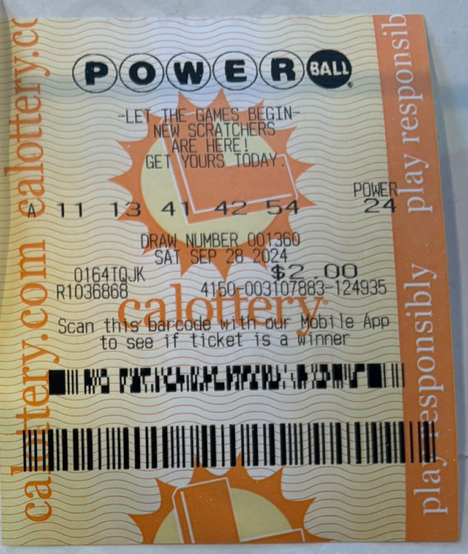 POWERBALL
-LET THE GAMES BEGIN-
NEW SCRATCHERS
ARE HERE!
GET YOURS TODAY.
POWER
A 11 13 41 42 54 24
DRAW NUMBER 001360
SAT SEP 28 2024
0164TQJK $2.00
R1036868 4150-003107883-124935
calottery
Scan this barcode with our Mobile App
to see if ticket is a winner
calottery.com calottery.co
play responsibly play responsib